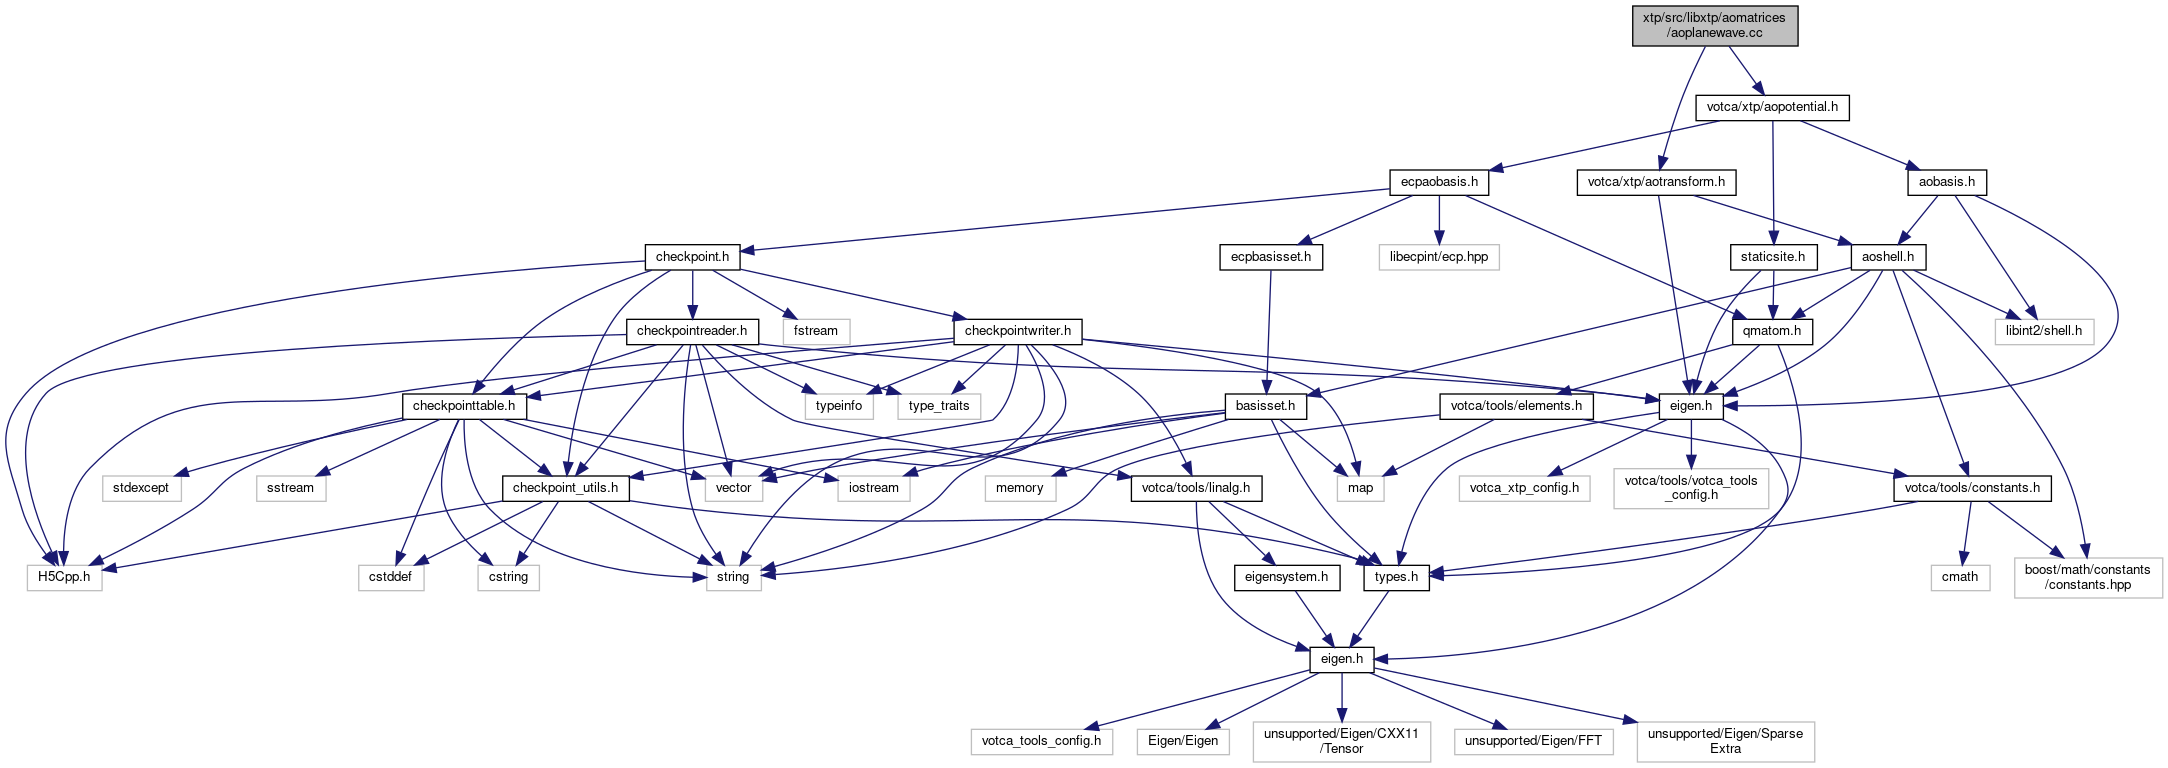 xtp/src/libxtp/aomatrices
/aoplanewave.cc
votca/xtp/aopotential.h
ecpaobasis.h
votca/xtp/aotransform.h
aobasis.h
checkpoint.h
ecpbasisset.h
libecpint/ecp.hpp
staticsite.h
aoshell.h
checkpointreader.h
fstream
checkpointwriter.h
qmatom.h
libint2/shell.h
checkpointtable.h
typeinfo
type_traits
basisset.h
votca/tools/elements.h
eigen.h
stdexcept
sstream
checkpoint_utils.h
vector
iostream
memory
votca/tools/linalg.h
map
votca_xtp_config.h
votca/tools/votca_tools
_config.h
votca/tools/constants.h
H5Cpp.h
cstddef
cstring
string
eigensystem.h
types.h
cmath
boost/math/constants
/constants.hpp
eigen.h
votca_tools_config.h
Eigen/Eigen
unsupported/Eigen/CXX11
/Tensor
unsupported/Eigen/FFT
unsupported/Eigen/Sparse
Extra